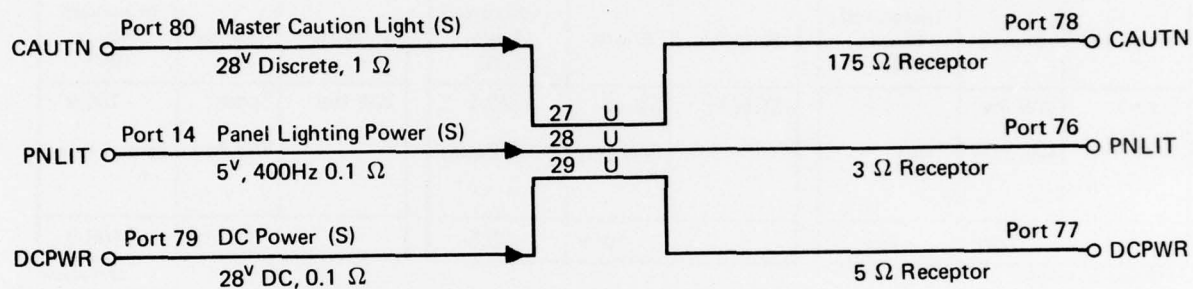 Port 80 Master Caution Light (S)
CAUTN
28V Discrete, 1 Ω
Port 78
CAUTN
175 Ω Receptor
27 U
Port 14 Panel Lighting Power (S)
28 U
Port 76
PNLIT
PNLIT
5V, 400Hz 0.1 Ω
29 U
3 Ω Receptor
Port 79 DC Power (S)
Port 77
DCPWR
DCPWR
28V DC, 0.1 Ω
5 Ω Receptor